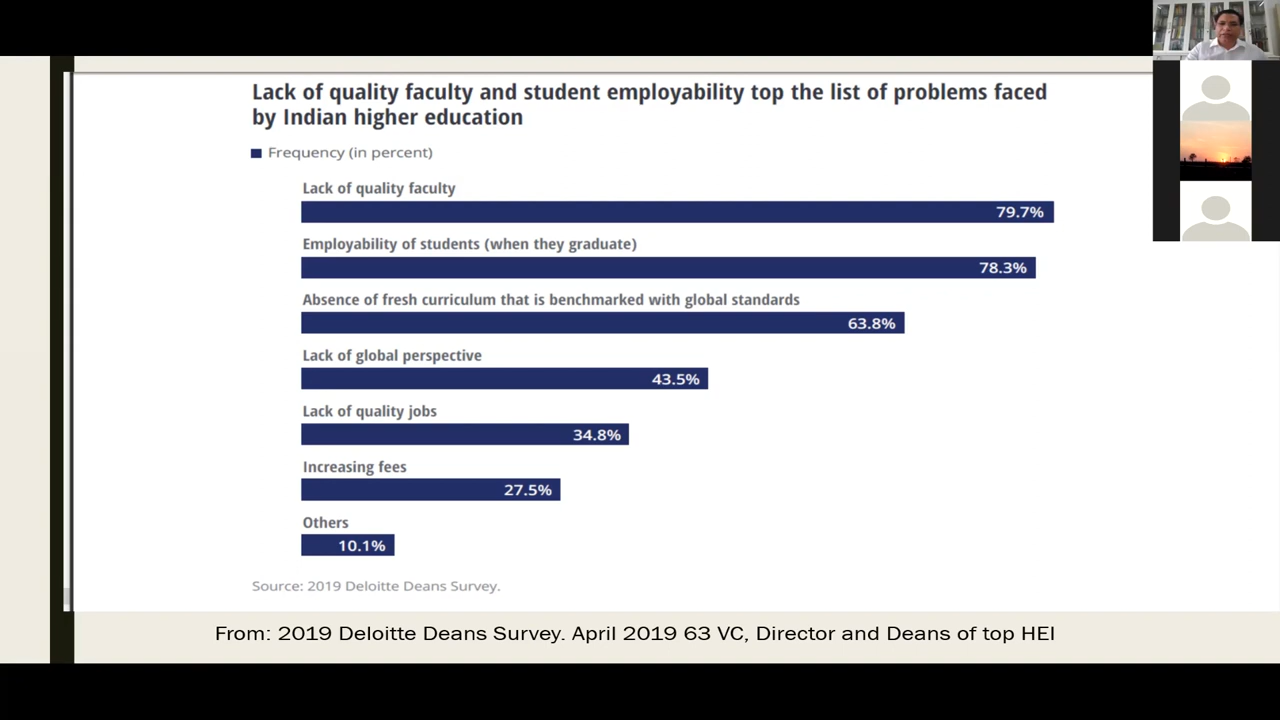 Lack of quality faculty and student employability top the list of problems faced
by Indian higher education
Frequency (in percent)
Lack of quality faculty
79.7%
Employability of students (when they graduate)
78.3%
Absence of fresh curriculum that is benchmarked with global standards
63.8%
Lack of global perspective
43.5%
Lack of quality jobs
34.8%
Increasing fees
27.5%
Others
10.1%
Source: 2019 Deloitte Deans Survey.
From: 2019 Deloitte Deans Survey. April 2019 63 VC, Director and Deans of top HEI